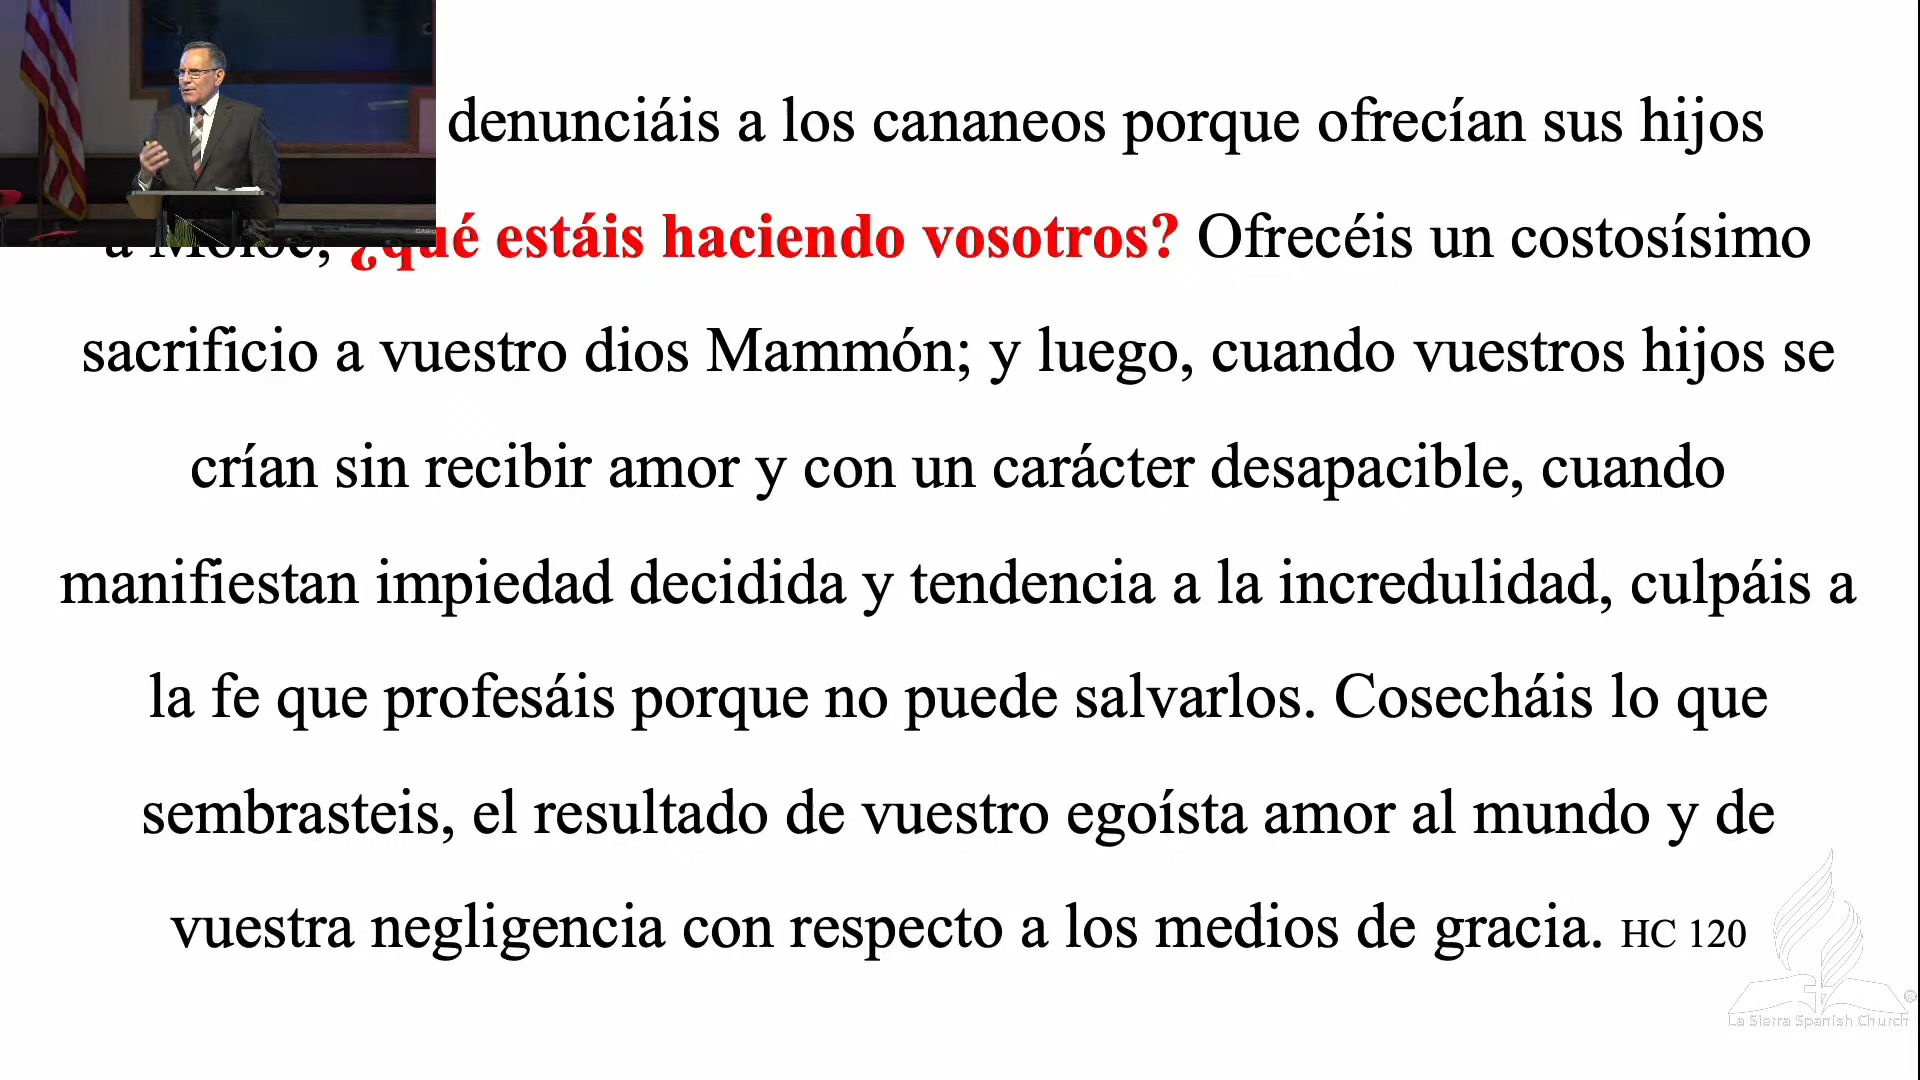 denunciáis a los cananeos porque ofrecían sus hijos
a Moloc, ¿qué estáis haciendo vosotros? Ofrecéis un costosísimo
sacrificio a vuestro dios Mammón; y luego, cuando vuestros hijos se
crían sin recibir amor y con un carácter desapacible, cuando
manifiestan impiedad decidida y tendencia a la incredulidad, culpáis a
la fe que profesáis porque no puede salvarlos. Cosecháis lo que
sembrasteis, el resultado de vuestro egoísta amor al mundo y de
vuestra negligencia con respecto a los medios de gracia. HC 120
®
La Sierra Spanish Church